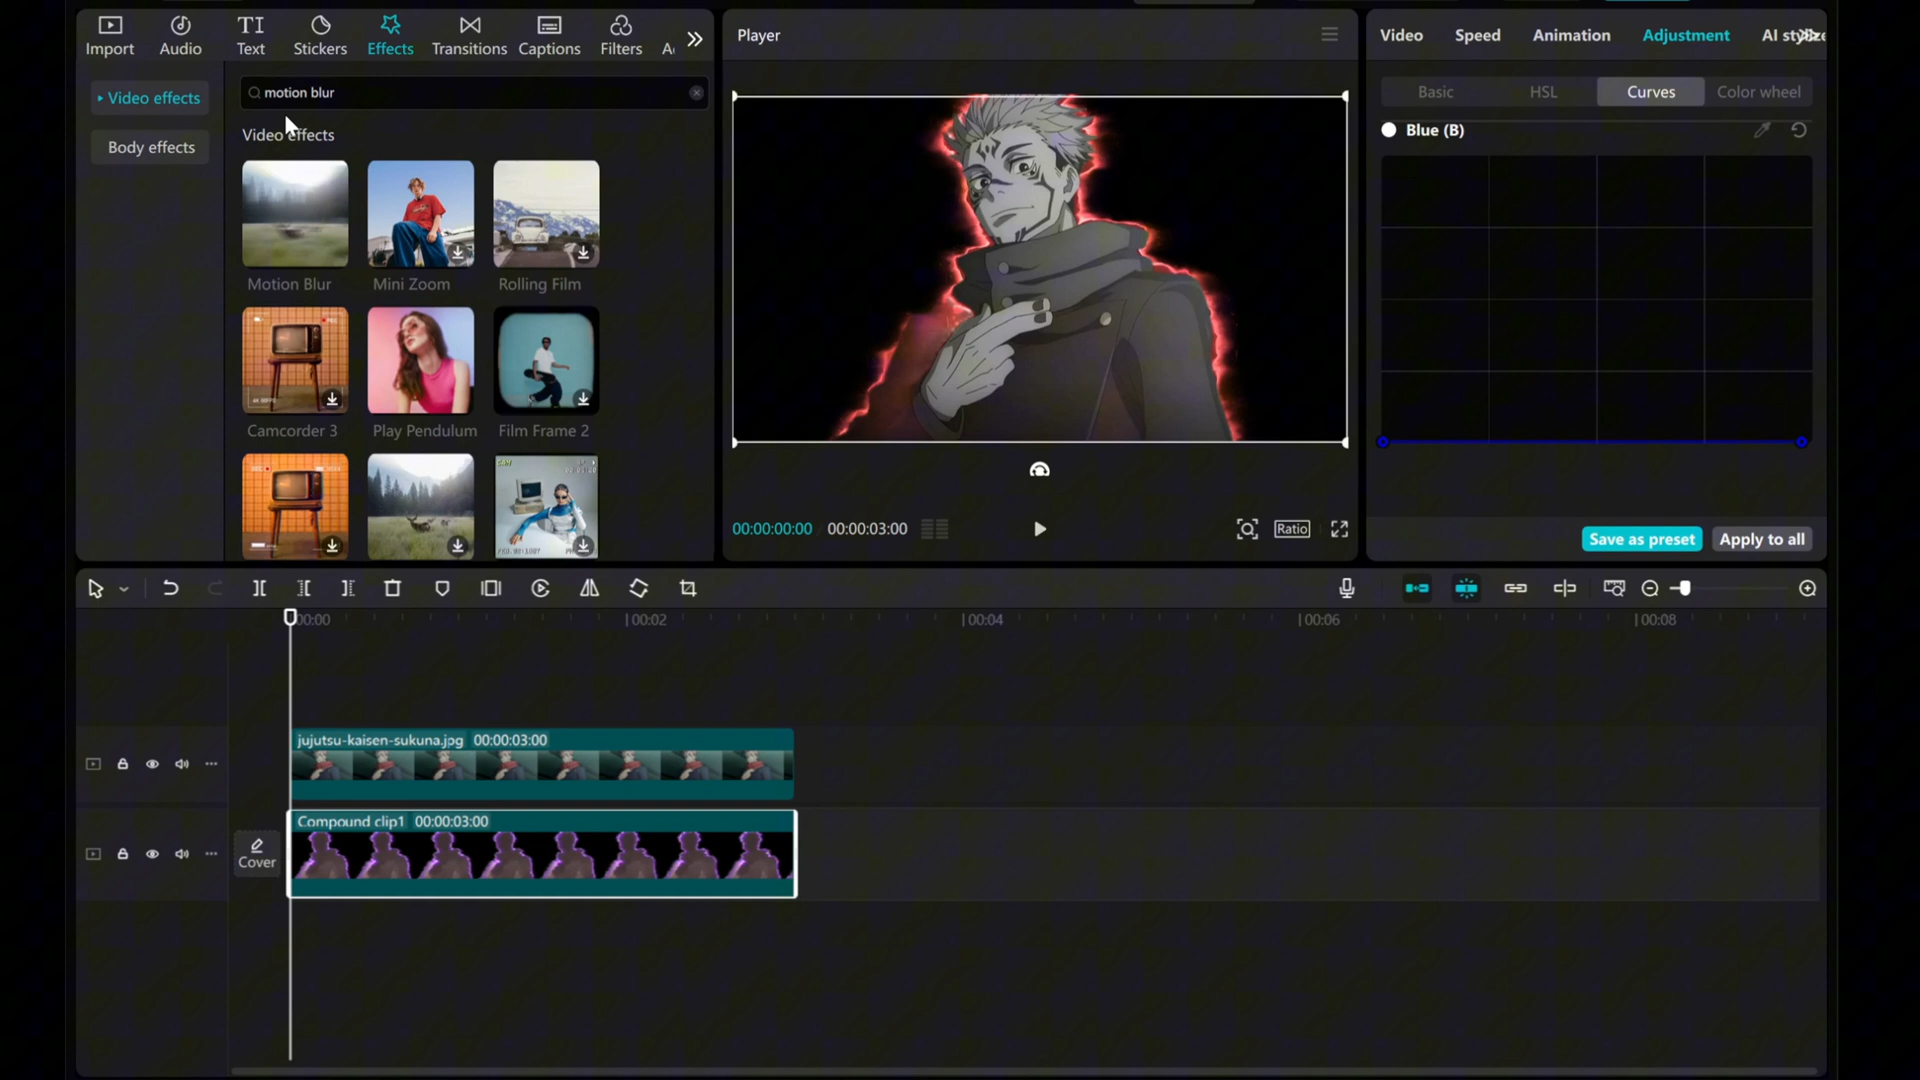 Import
Audio
Text
Stickers
Effects
Transitions
Captions
Filters
Video effects
Body effects
motion blur
Video effects
Motion Blur
Mini Zoom
Rolling Film
Camcorder 3
Play Pendulum
Film Frame 2
Player
00:00:00:00
00:00:03:00
Ratio
Video
Speed
Animation
Adjustment
AI stylize
Basic
HSL
Curves
Color wheel
Blue (B)
Save as preset
Apply to all
00:00
00:02
00:04
00:06
00:08
jujutsu-kaisen-sukuna.jpg 00:00:03:00
Cover
Compound clip1 00:00:03:00